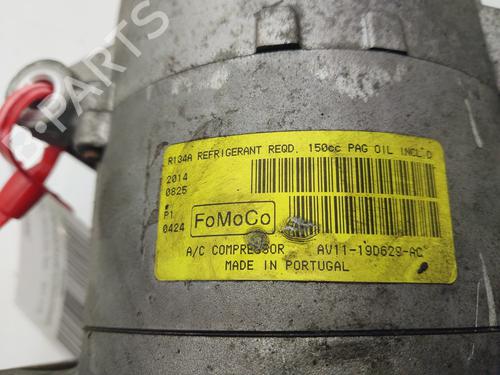 B-PARTS
R134A REFRIGERANT REQD. 150cc PAG OIL INCL'D
2014
0825
P1
0424
FoMoCo
A/C COMPRESSOR AV11-19D629-AC
MADE IN PORTUGAL